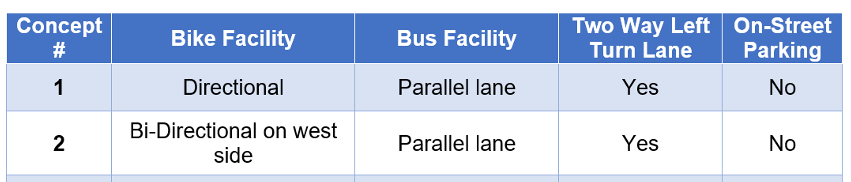 Concept # Bike Facility Bus Facility Two Way Left Turn Lane On-Street Parking
1 Directional Parallel lane Yes No
2 Bi-Directional on west side Parallel lane Yes No